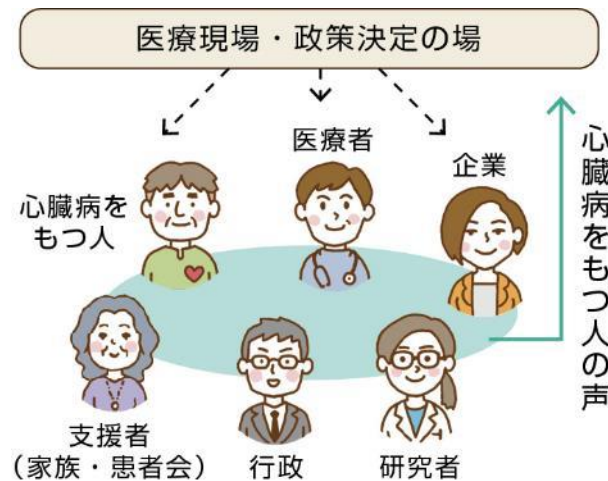 医療現場・政策決定の場
医療者
企業
心臓病を
もつ人
心臓病をもつ人の声
支援者
（家族・患者会）
行政
研究者